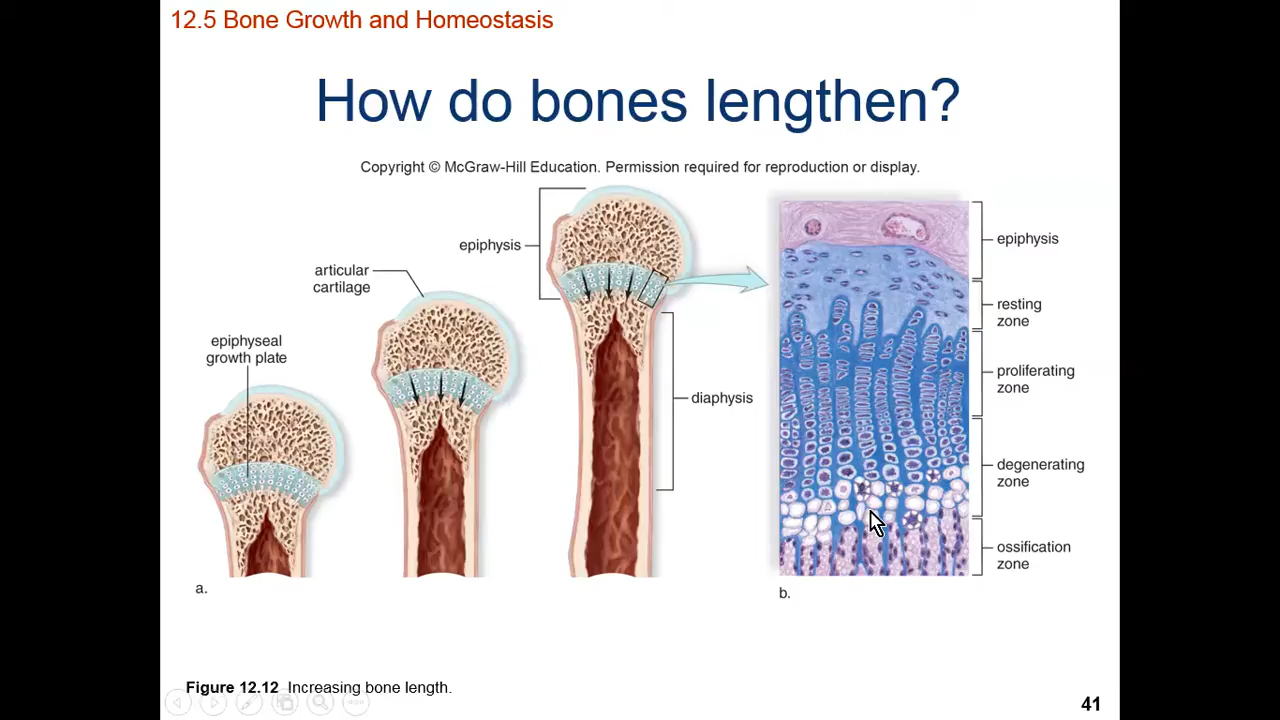 12.5 Bone Growth and Homeostasis
How do bones lengthen?
Copyright © McGraw-Hill Education. Permission required for reproduction or display.
epiphysis
articular
cartilage
epiphyseal
growth plate
diaphysis
a.
epiphysis
resting
zone
proliferating
zone
degenerating
zone
ossification
zone
b.
Figure 12.12 Increasing bone length.
41